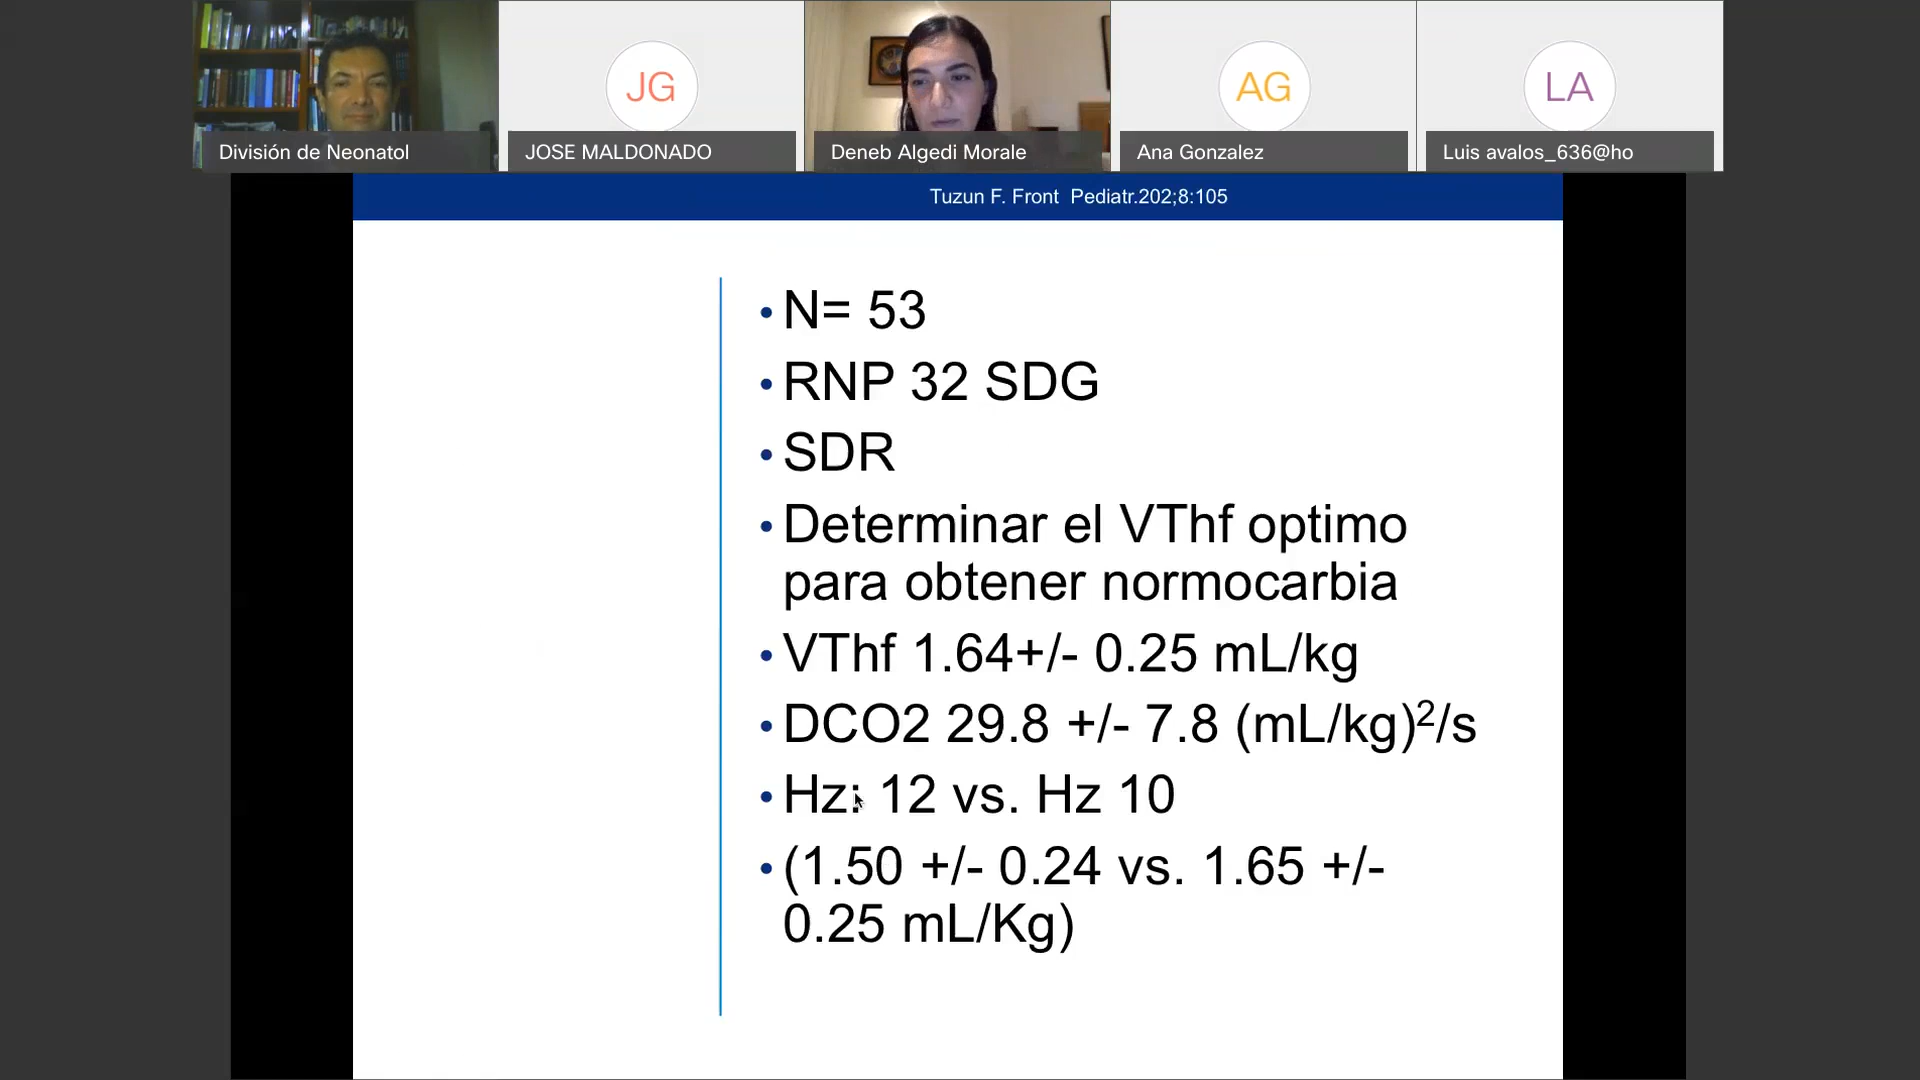 JG
AG
LA
División de Neonatol
JOSE MALDONADO
Deneb Algedi Morale
Ana Gonzalez
Luis avalos_636@ho
Tuzun F. Front Pediatr.202;8:105
• N= 53
• RNP 32 SDG
• SDR
• Determinar el VThf optimo
para obtener normocarbia
• VThf 1.64+/- 0.25 mL/kg
• DCO2 29.8 +/- 7.8 (mL/kg)²/s
• Hz: 12 vs. Hz 10
• (1.50 +/- 0.24 vs. 1.65 +/-
0.25 mL/Kg)